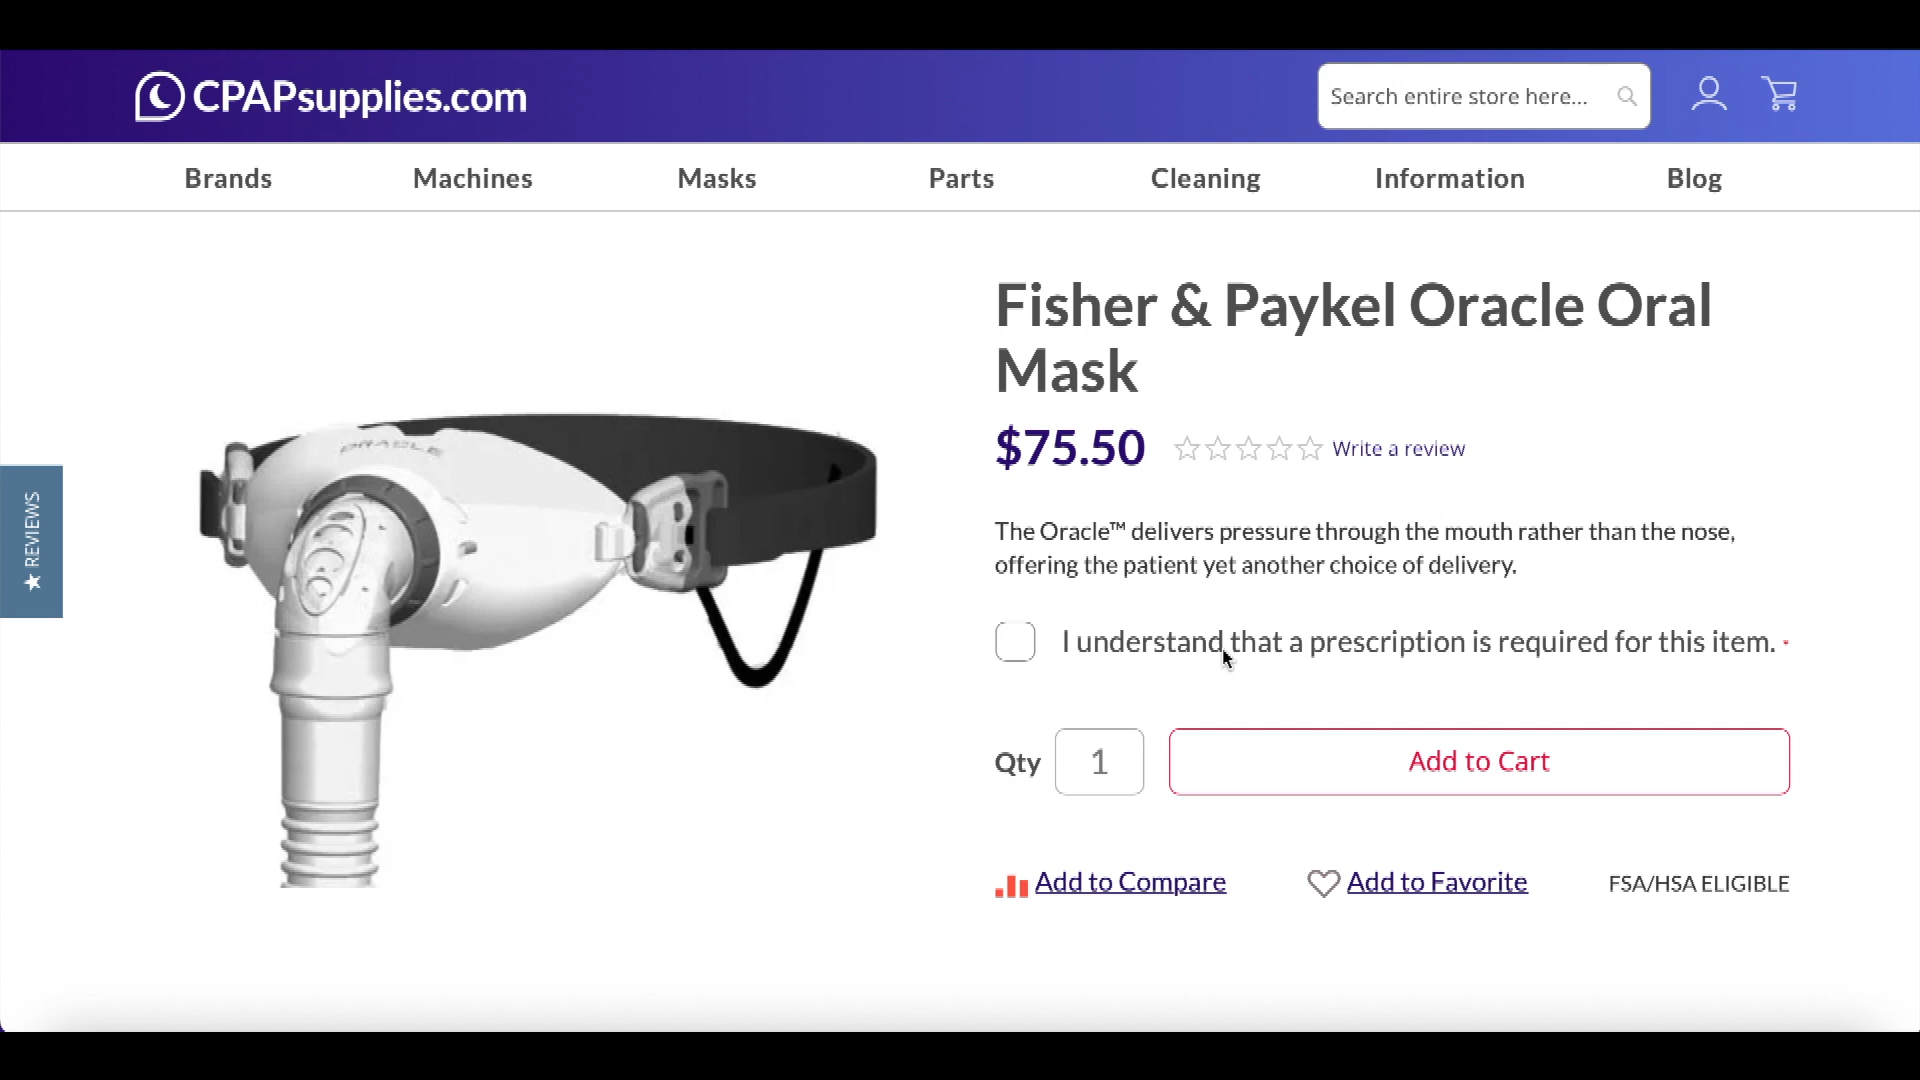 CPAPsupplies.com
Search entire store here...
Brands Machines Masks Parts Cleaning Information Blog
Fisher & Paykel Oracle Oral
Mask
$75.50 Write a review
The Oracle™ delivers pressure through the mouth rather than the nose,
offering the patient yet another choice of delivery.
I understand that a prescription is required for this item. *
Qty 1 Add to Cart
Add to Compare Add to Favorite FSA/HSA ELIGIBLE
★ REVIEWS
ORACLE